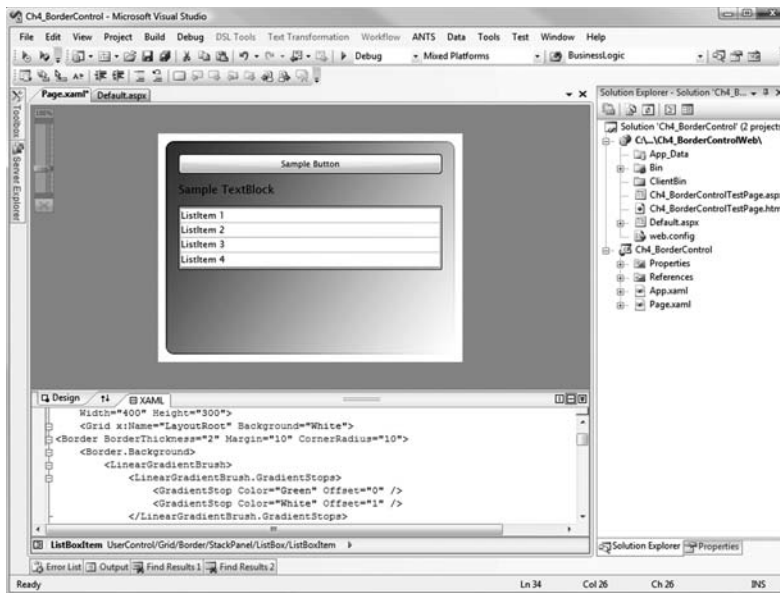 Ch4_BorderControl - Microsoft Visual Studio
File Edit View Project Build Debug DSL Tools Text Transformation Workflow ANTS Data Tools Test Window Help
Debug Mixed Platforms BusinessLogic
Page.xaml* Default.aspx
Solution Explorer - Solution 'Ch4_B...
Toolbox
Server Explorer
100%
Sample Button
Sample TextBlock
ListItem 1
ListItem 2
ListItem 3
ListItem 4
Solution 'Ch4_BorderControl' (2 projects
C:\...\Ch4_BorderControlWeb\
App_Data
Bin
ClientBin
Ch4_BorderControlTestPage.asp
Ch4_BorderControlTestPage.htm
Default.aspx
web.config
Ch4_BorderControl
Properties
References
App.xaml
Page.xaml
Design XAML
Width="400" Height="300">
<Grid x:Name="LayoutRoot" Background="White">
<Border BorderThickness="2" Margin="10" CornerRadius="10">
<Border.Background>
<LinearGradientBrush>
<LinearGradientBrush.GradientStops>
<GradientStop Color="Green" Offset="0" />
<GradientStop Color="White" Offset="1" />
</LinearGradientBrush.GradientStops>
ListBoxItem UserControl/Grid/Border/StackPanel/ListBox/ListBoxItem
Solution Explorer Properties
Error List Output Find Results 1 Find Results 2
Ready Ln 34 Col 26 Ch 26 INS